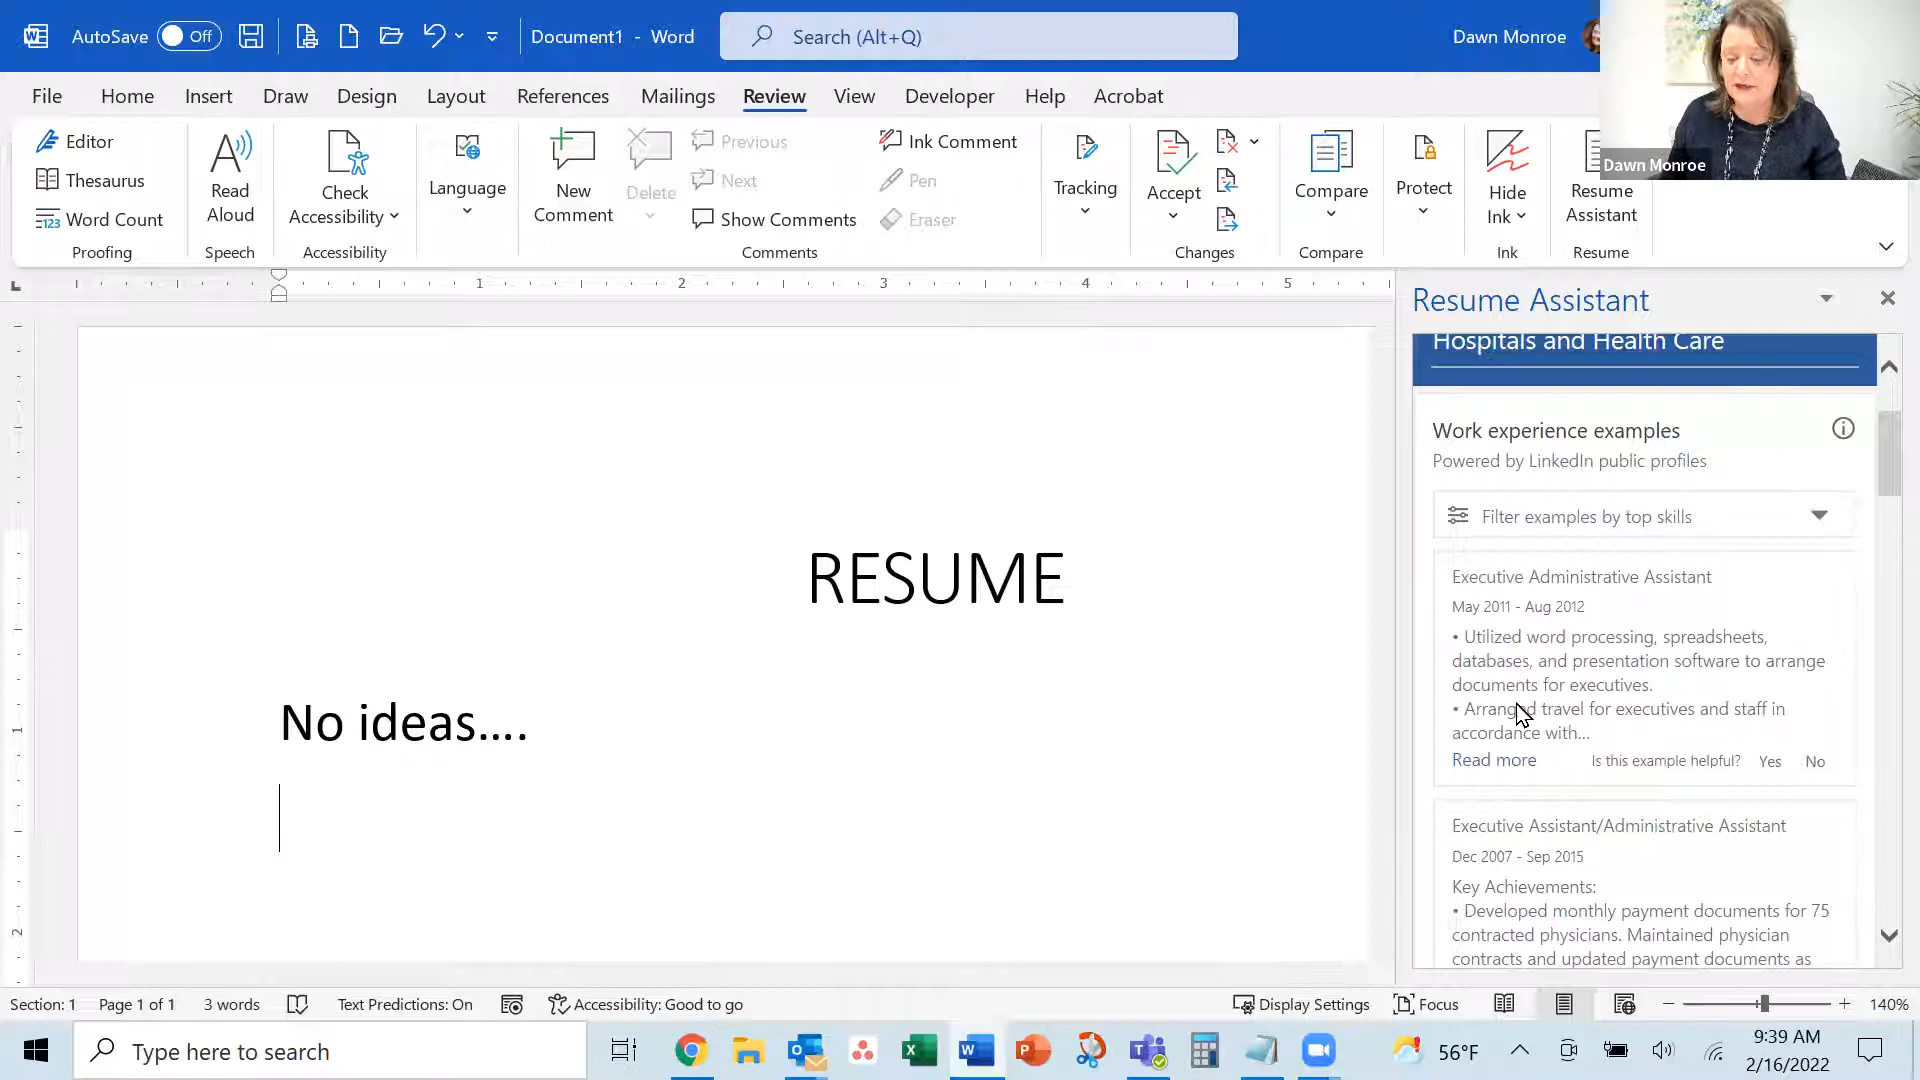 AutoSave Off Document1 - Word Search (Alt+Q) Dawn Monroe
File Home Insert Draw Design Layout References Mailings Review View Developer Help Acrobat
Dawn Monroe
Editor
Thesaurus
123 Word Count
Proofing
Read
Aloud
Speech
Check
Accessibility
Accessibility
Language
New
Comment
Delete
Previous
Next
Show Comments
Ink Comment
Pen
Eraser
Comments
Tracking
Accept
Changes
Compare
Compare
Protect
Hide
Ink
Ink
Resume
Assistant
Resume
1 2 3 4 5
1
2
RESUME
No ideas....
Resume Assistant
Hospitals and Health Care
Work experience examples
Powered by LinkedIn public profiles
Filter examples by top skills
Executive Administrative Assistant
May 2011 - Aug 2012
• Utilized word processing, spreadsheets,
databases, and presentation software to arrange
documents for executives.
• Arranged travel for executives and staff in
accordance with...
Read more Is this example helpful? Yes No
Executive Assistant/Administrative Assistant
Dec 2007 - Sep 2015
Key Achievements:
• Developed monthly payment documents for 75
contracted physicians. Maintained physician
contracts and updated payment documents as
Section: 1 Page 1 of 1 3 words Text Predictions: On Accessibility: Good to go Display Settings Focus 140%
Type here to search
56°F
9:39 AM
2/16/2022